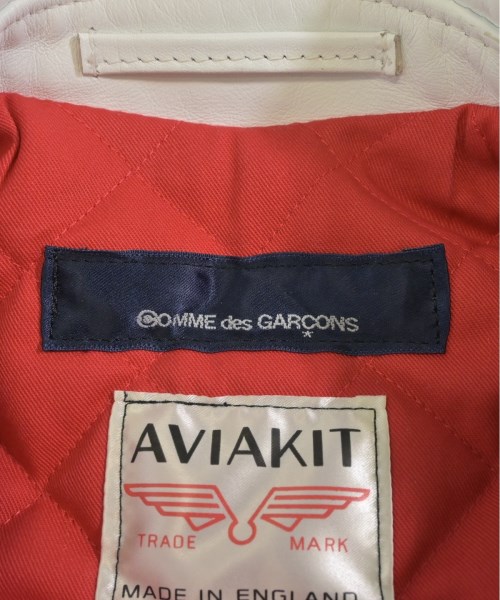 COMME des GARÇONS
*
AVIAKIT
TRADE MARK
MADE IN ENGLAND